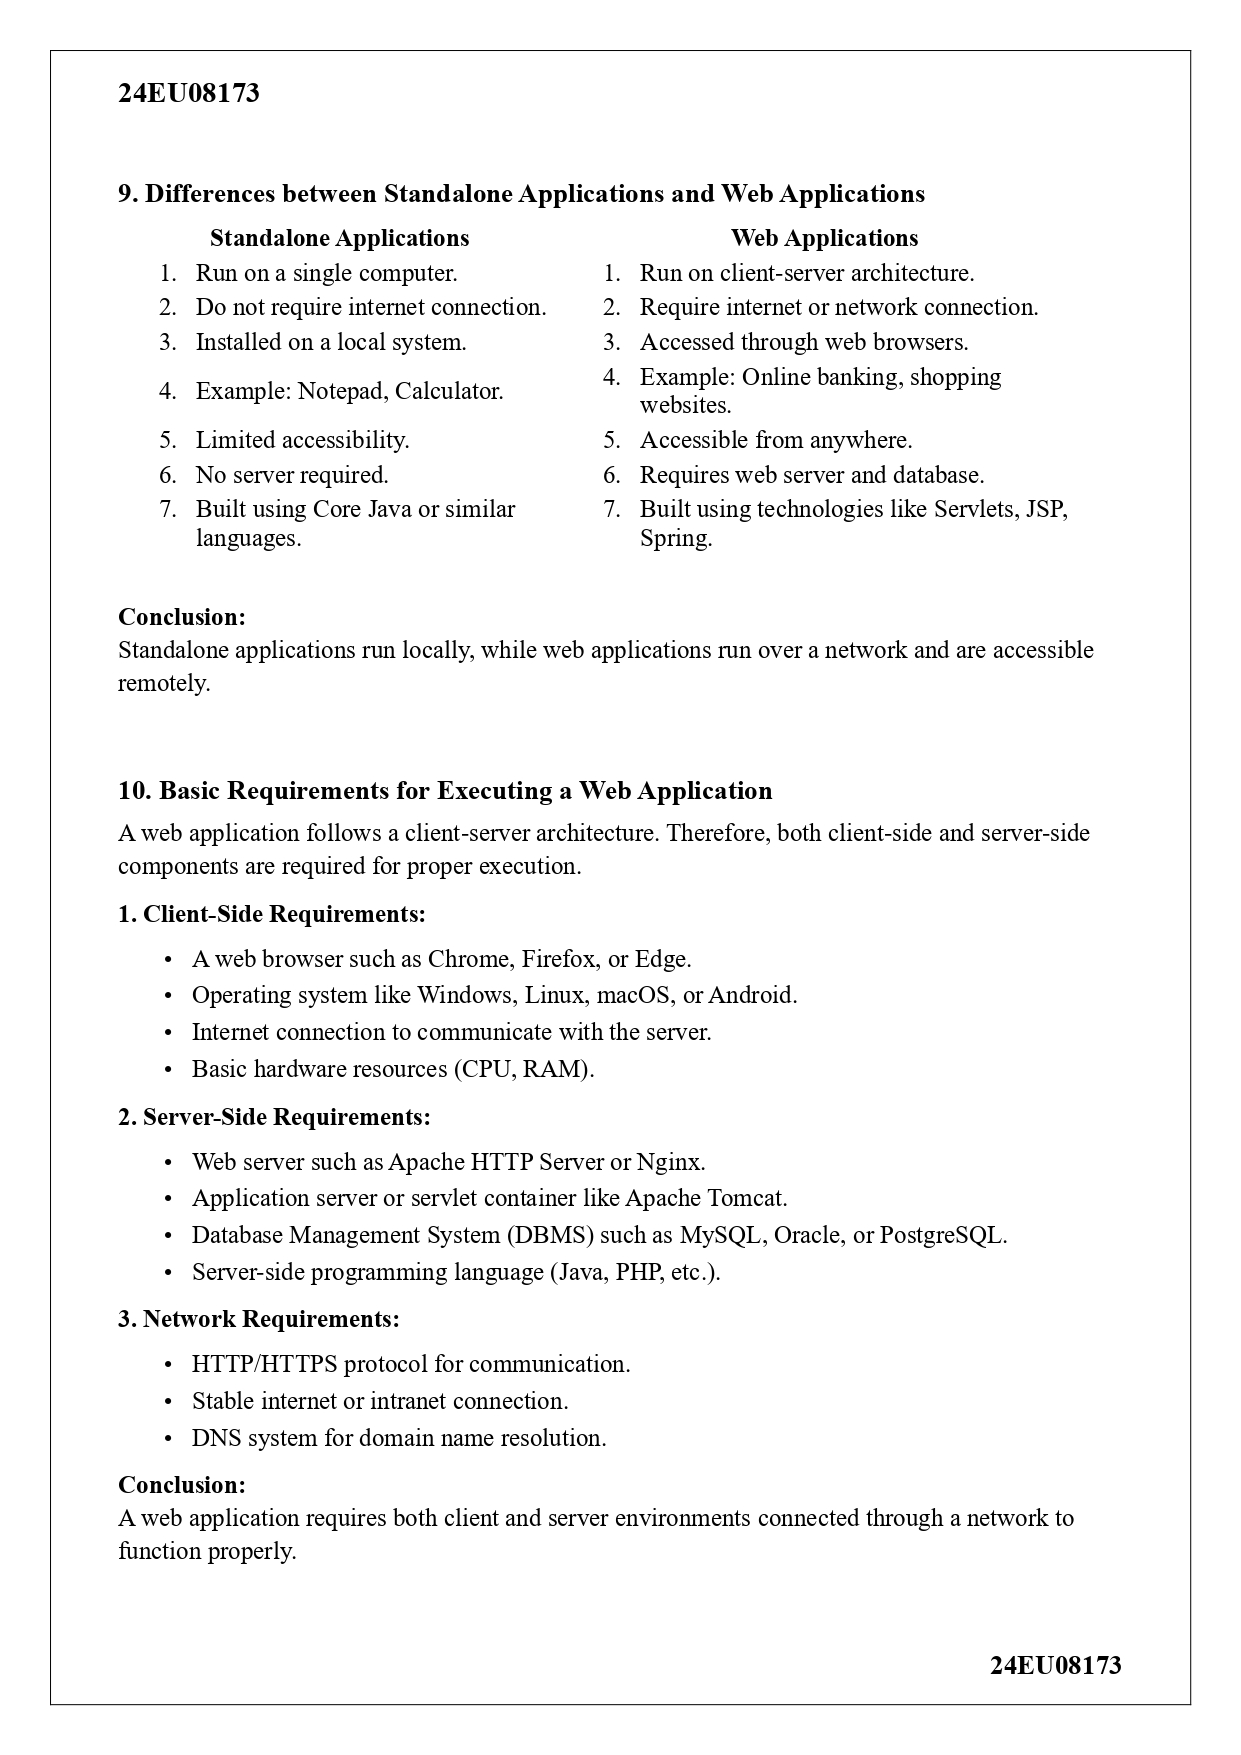 24EU08173
9. Differences between Standalone Applications and Web Applications
Standalone Applications Web Applications
1. Run on a single computer. 1. Run on client-server architecture.
2. Do not require internet connection. 2. Require internet or network connection.
3. Installed on a local system. 3. Accessed through web browsers.
4. Example: Notepad, Calculator. 4. Example: Online banking, shopping
websites.
5. Limited accessibility. 5. Accessible from anywhere.
6. No server required. 6. Requires web server and database.
7. Built using Core Java or similar 7. Built using technologies like Servlets, JSP,
languages. Spring.
Conclusion:
Standalone applications run locally, while web applications run over a network and are accessible
remotely.
10. Basic Requirements for Executing a Web Application
A web application follows a client-server architecture. Therefore, both client-side and server-side
components are required for proper execution.
1. Client-Side Requirements:
• A web browser such as Chrome, Firefox, or Edge.
• Operating system like Windows, Linux, macOS, or Android.
• Internet connection to communicate with the server.
• Basic hardware resources (CPU, RAM).
2. Server-Side Requirements:
• Web server such as Apache HTTP Server or Nginx.
• Application server or servlet container like Apache Tomcat.
• Database Management System (DBMS) such as MySQL, Oracle, or PostgreSQL.
• Server-side programming language (Java, PHP, etc.).
3. Network Requirements:
• HTTP/HTTPS protocol for communication.
• Stable internet or intranet connection.
• DNS system for domain name resolution.
Conclusion:
A web application requires both client and server environments connected through a network to
function properly.
24EU08173